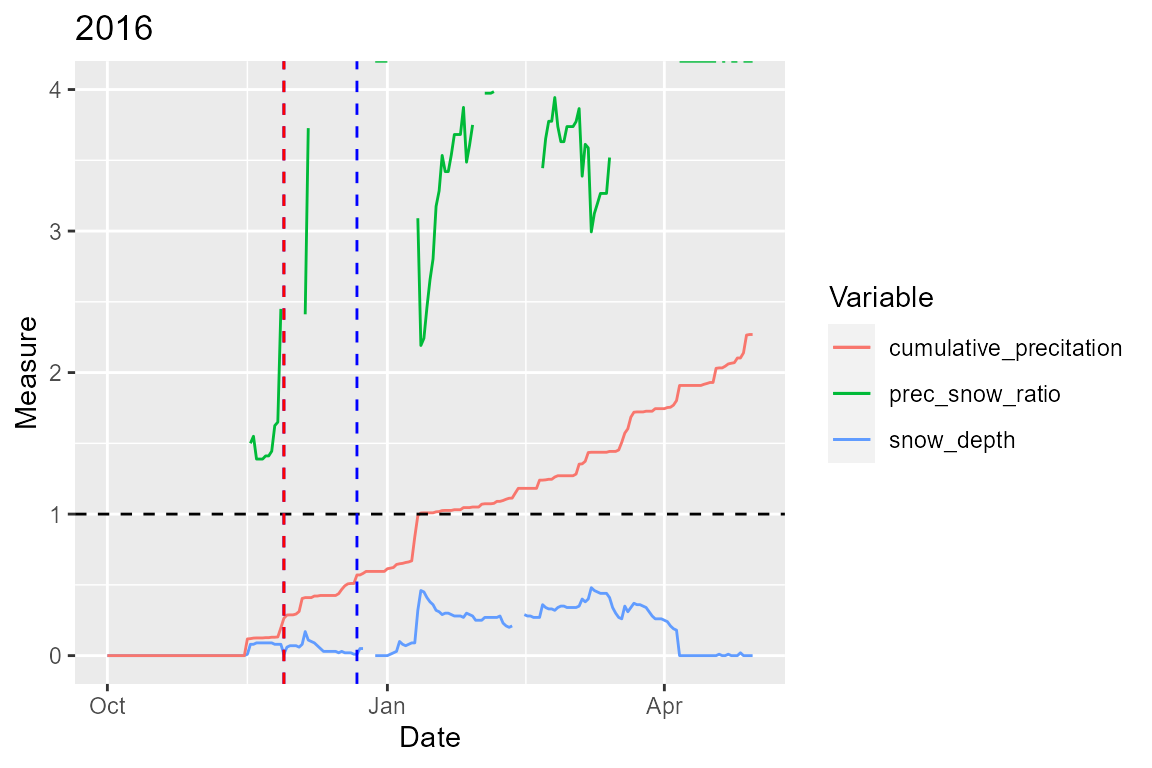 2016
4
3
2
1
0
Measure
Oct
Jan
Apr
Date
Variable
cumulative_precitation
prec_snow_ratio
snow_depth